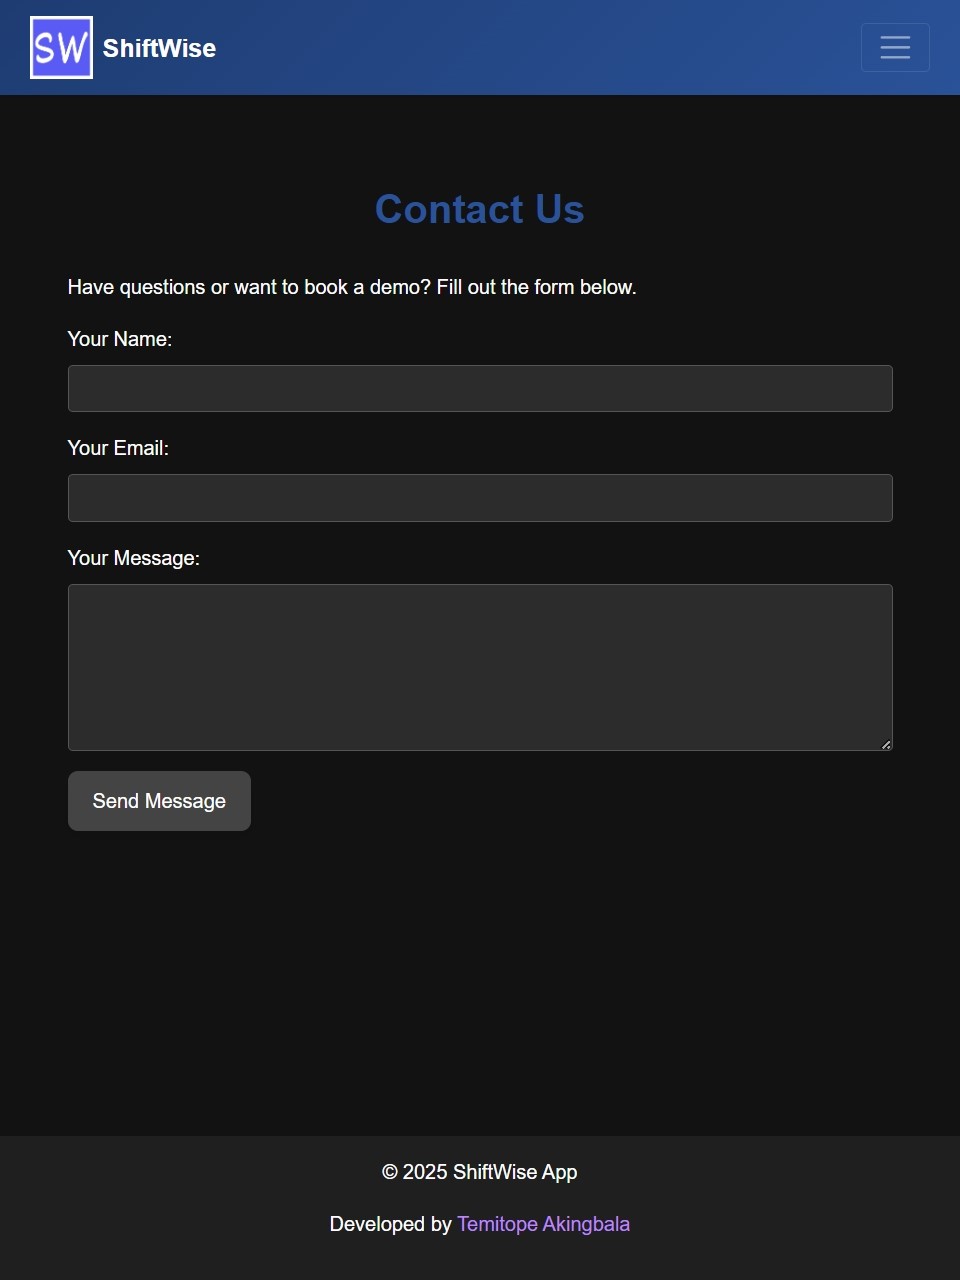 SW ShiftWise
Contact Us
Have questions or want to book a demo? Fill out the form below.
Your Name:
Your Email:
Your Message:
Send Message
© 2025 ShiftWise App
Developed by Temitope Akingbala